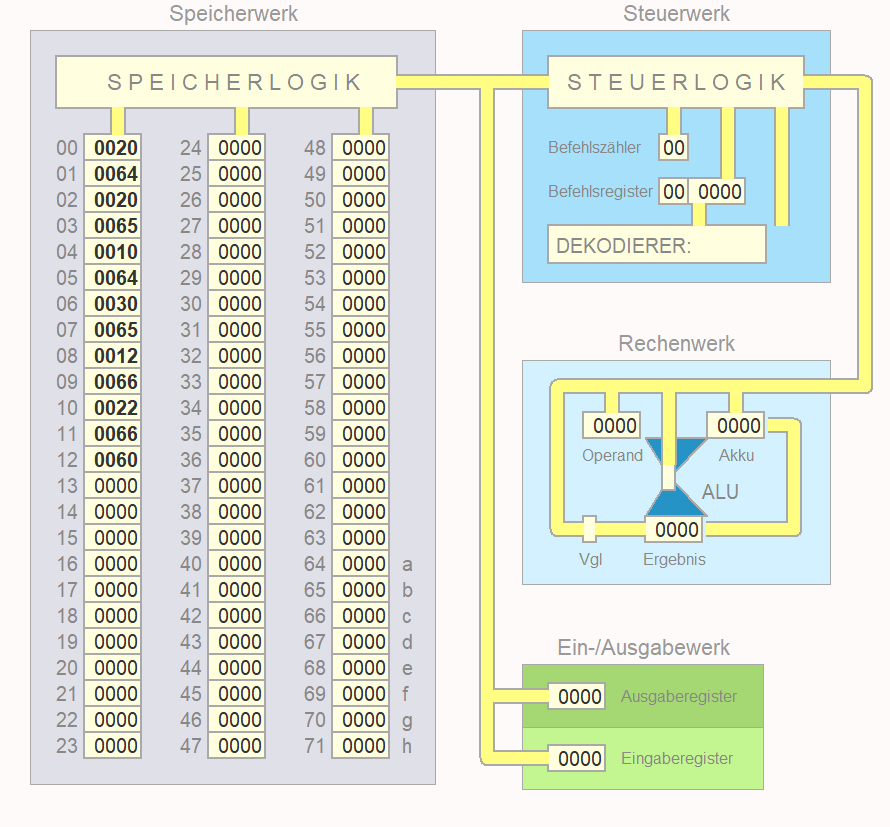 Speicherwerk
SPEICHERLOGIK
00 0020 24 0000 48 0000
01 0064 25 0000 49 0000
02 0020 26 0000 50 0000
03 0065 27 0000 51 0000
04 0010 28 0000 52 0000
05 0064 29 0000 53 0000
06 0030 30 0000 54 0000
07 0065 31 0000 55 0000
08 0012 32 0000 56 0000
09 0066 33 0000 57 0000
10 0022 34 0000 58 0000
11 0066 35 0000 59 0000
12 0060 36 0000 60 0000
13 0000 37 0000 61 0000
14 0000 38 0000 62 0000
15 0000 39 0000 63 0000
16 0000 40 0000 64 0000 a
17 0000 41 0000 65 0000 b
18 0000 42 0000 66 0000 c
19 0000 43 0000 67 0000 d
20 0000 44 0000 68 0000 e
21 0000 45 0000 69 0000 f
22 0000 46 0000 70 0000 g
23 0000 47 0000 71 0000 h
Steuerwerk
STEUERLOGIK
Befehlszähler 00
Befehlsregister 00 0000
DEKODIERER:
Rechenwerk
0000 0000
Operand Akku
ALU
0000
Vgl Ergebnis
Ein-/Ausgabewerk
0000 Ausgaberegister
0000 Eingaberegister